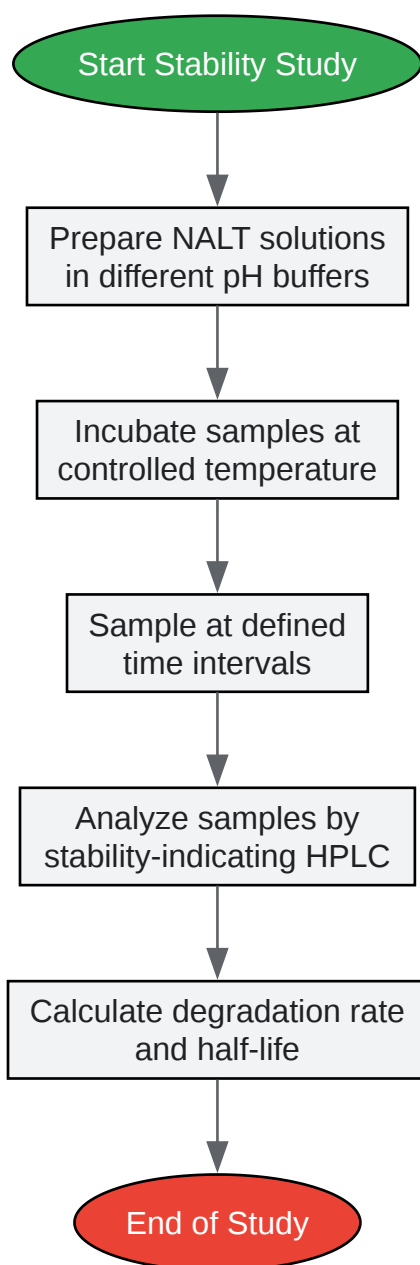 Start Stability Study
Prepare NALT solutions
in different pH buffers
Incubate samples at
controlled temperature
Sample at defined
time intervals
Analyze samples by
stability-indicating HPLC
Calculate degradation rate
and half-life
End of Study